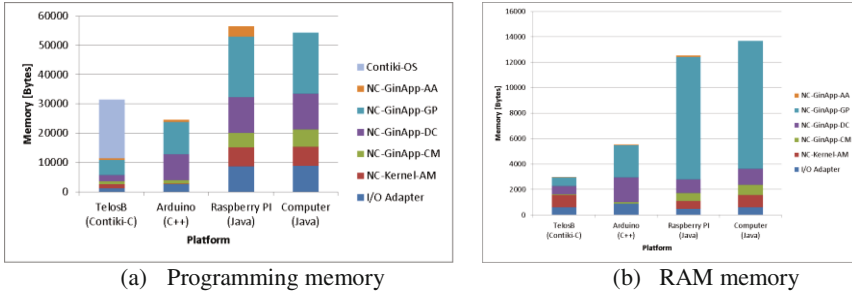 60000
50000
40000
30000
20000
10000
0
Memory [Bytes]
TelosB
(Contiki-C)
Arduino
(C++)
Raspberry PI
(Java)
Computer
(Java)
Platform
Contiki-OS
NC-GinApp-AA
NC-GinApp-GP
NC-GinApp-DC
NC-GinApp-CM
NC-Kernel-AM
I/O Adapter
(a) Programming memory
16000
14000
12000
10000
8000
6000
4000
2000
0
Memory [Bytes]
TelosB
(Contiki-C)
Arduino
(C++)
Raspberry PI
(Java)
Computer
(Java)
Platform
NC-GinApp-AA
NC-GinApp-GP
NC-GinApp-DC
NC-GinApp-CM
NC-Kernel-AM
I/O Adapter
(b) RAM memory